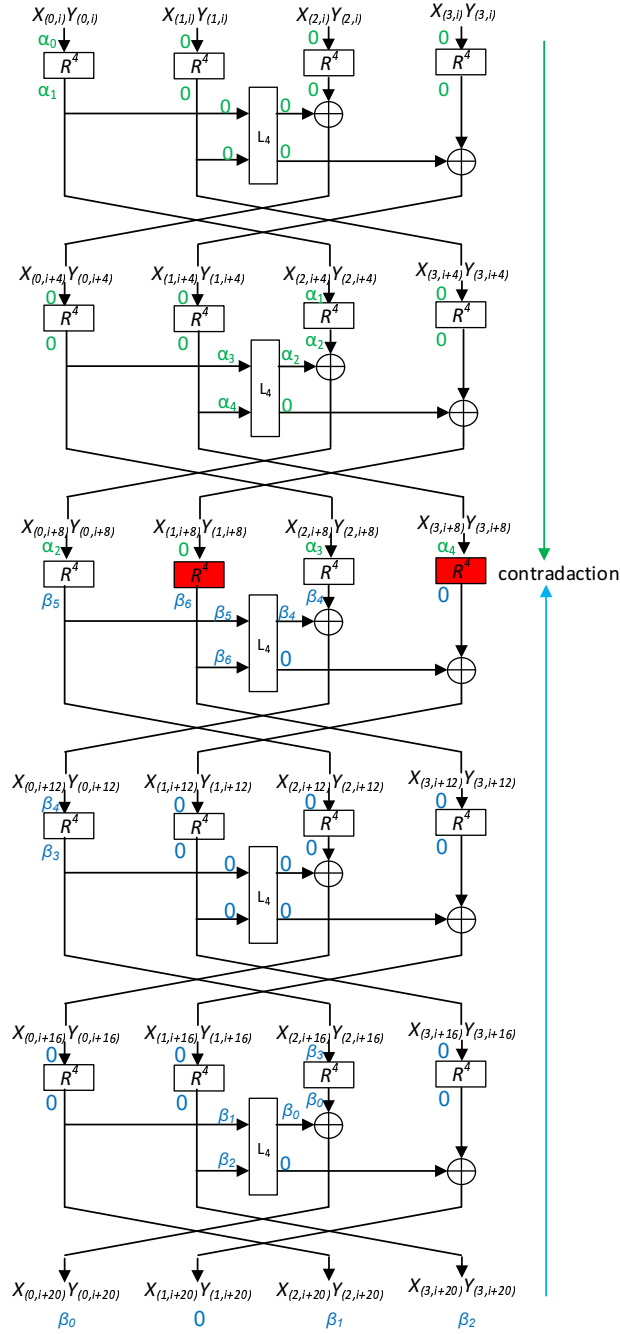 X(0,i)Y(0,i) X(1,i)Y(1,i) X(2,i)Y(2,i) X(3,i)Y(3,i)
α0 0 0 0
R4 R4 R4 R4
α1 0 0 0
0 0
L4
0 0
X(0,i+4)Y(0,i+4) X(1,i+4)Y(1,i+4) X(2,i+4)Y(2,i+4) X(3,i+4)Y(3,i+4)
0 0 α1 0
R4 R4 R4 R4
0 0 α2 0
α3 α2
L4
α4 0
X(0,i+8)Y(0,i+8) X(1,i+8)Y(1,i+8) X(2,i+8)Y(2,i+8) X(3,i+8)Y(3,i+8)
α2 0 α3 α4
R4 R4 R4 R4 contradaction
β5 β6 β4 0
β5 β4
L4
β6 0
X(0,i+12)Y(0,i+12) X(1,i+12)Y(1,i+12) X(2,i+12)Y(2,i+12) X(3,i+12)Y(3,i+12)
β4 0 0 0
R4 R4 R4 R4
β3 0 0 0
0 0
L4
0 0
X(0,i+16)Y(0,i+16) X(1,i+16)Y(1,i+16) X(2,i+16)Y(2,i+16) X(3,i+16)Y(3,i+16)
0 0 β3 0
R4 R4 R4 R4
0 0 β0 0
β1 β0
L4
β2 0
X(0,i+20)Y(0,i+20) X(1,i+20)Y(1,i+20) X(2,i+20)Y(2,i+20) X(3,i+20)Y(3,i+20)
β0 0 β1 β2